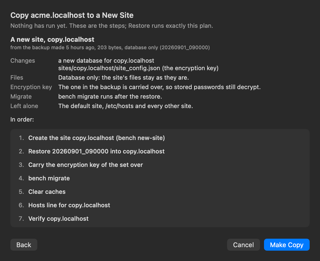 Copy acme.localhost to a New Site
Nothing has run yet. These are the steps; Restore runs exactly this plan.
A new site, copy.localhost
from the backup made 5 hours ago, 203 bytes, database only (20260901_090000)
Changes a new database for copy.localhost
sites/copy.localhost/site_config.json (the encryption key)
Files Database only: the site's files stay as they are.
Encryption key The one in the backup is carried over, so stored passwords still decrypt.
Migrate bench migrate runs after the restore.
Left alone The default site, /etc/hosts and every other site.
In order:
1. Create the site copy.localhost (bench new-site)
2. Restore 20260901_090000 into copy.localhost
3. Carry the encryption key of the set over
4. bench migrate
5. Clear caches
6. Hosts line for copy.localhost
7. Verify copy.localhost
Back Cancel Make Copy